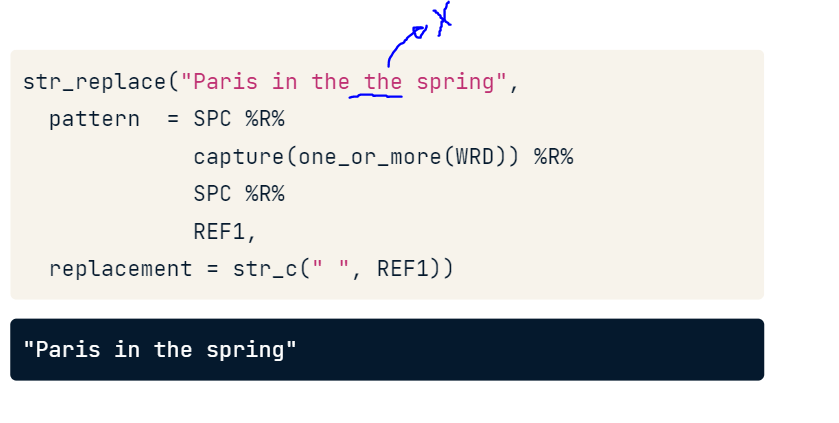 X
str_replace("Paris in the the spring",
pattern = SPC %R%
capture(one_or_more(WRD)) %R%
SPC %R%
REF1,
replacement = str_c(" ", REF1))
"Paris in the spring"